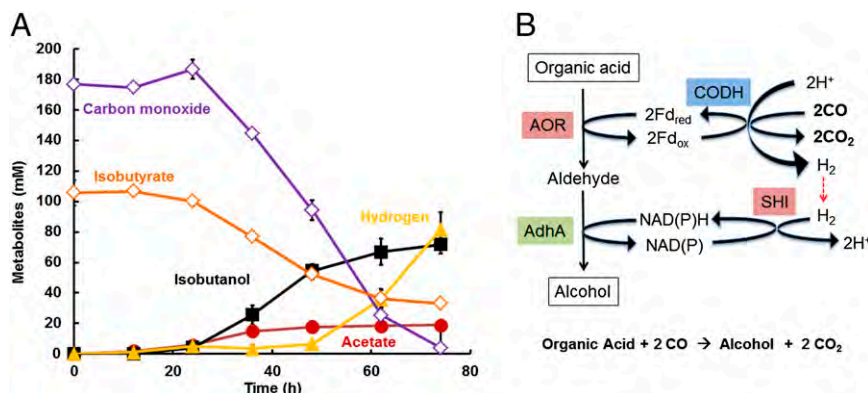 A
Metabolites (mM)
200
180
160
140
120
100
80
60
40
20
0
Carbon monoxide
Isobutyrate
Hydrogen
Isobutanol
Acetate
0 20 40 60 80
Time (h)
B
Organic acid
CODH
2H⁺
AOR
2Fdred
2CO
2Fdox
2CO₂
H₂
Aldehyde
SHI
AdhA
NAD(P)H
H₂
NAD(P)
2H⁺
Alcohol
Organic Acid + 2 CO → Alcohol + 2 CO₂